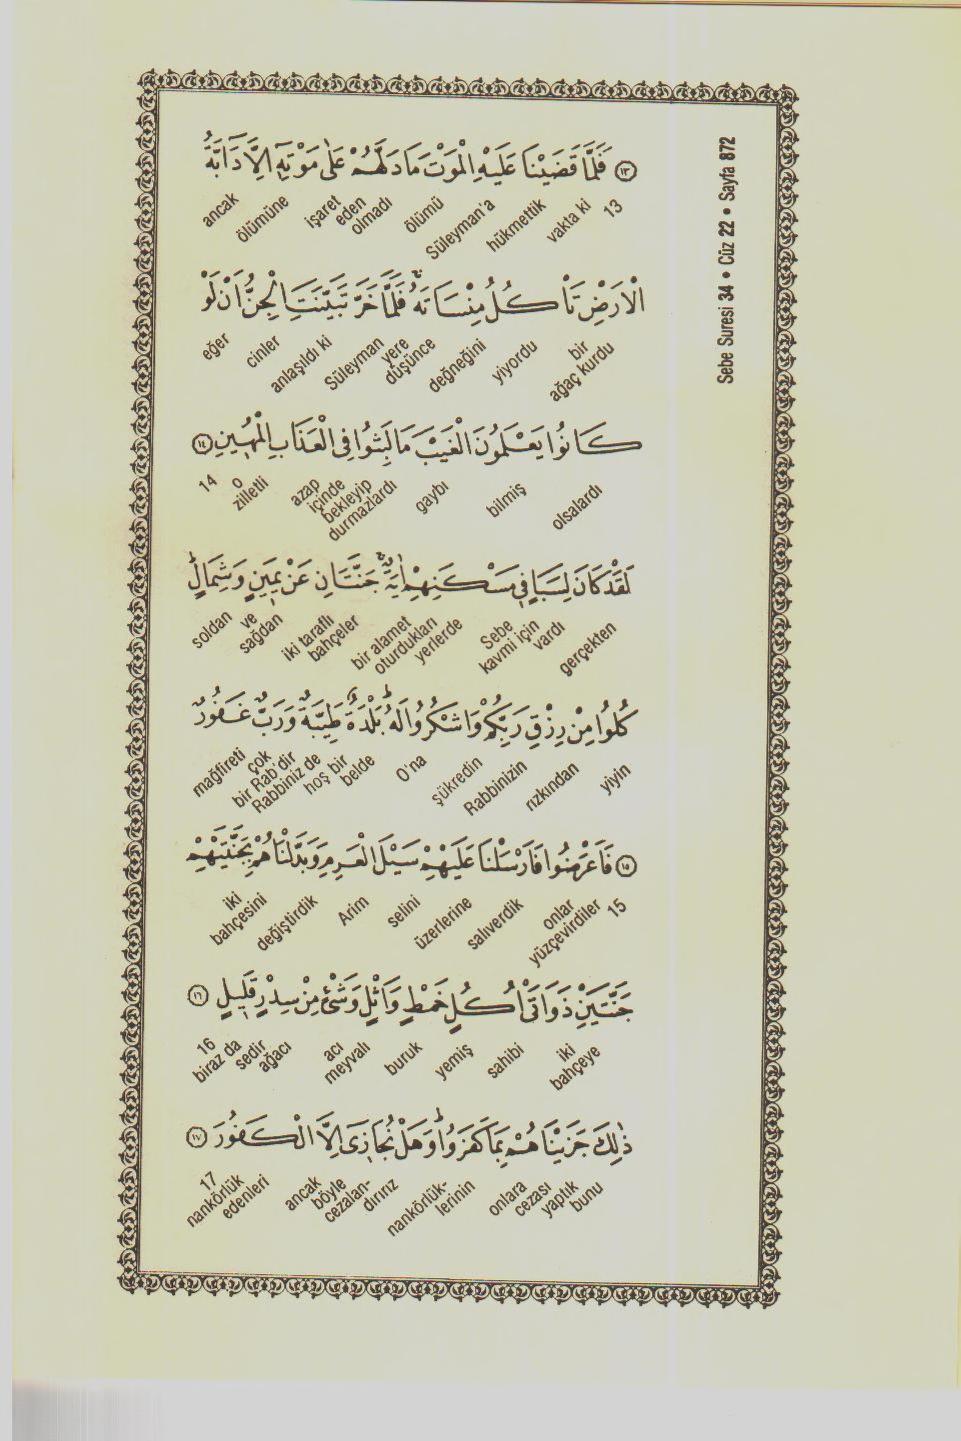 Sebe Suresi 34 • Cüz 22 • Sayfa 872
﴿١٣﴾ فَلَمَّا قَضَيْنَا عَلَيْهِ الْمَوْتَ مَا دَلَّهُمْ عَلٰى مَوْتِهٖٓ اِلَّا دَٓابَّةُ
13 vakta ki hükmettik Süleyman'a ölümü işaret eden olmadı ölümüne ancak
الْاَرْضِ تَأْكُلُ مِنْسَاَتَهُۚ فَلَمَّا خَرَّ تَبَيَّنَتِ الْجِنُّ اَنْ لَوْ
bir ağaç kurdu yiyordu değneğini yere düşünce Süleyman anlaşıldı ki cinler eğer
كَانُوا يَعْلَمُونَ الْغَيْبَ مَا لَبِثُوا فِي الْعَذَابِ الْمُهٖينِ ﴿١٤﴾
olsalardı bilmiş gaybı azap içinde bekleyip durmazlardı o zilletli 14
لَقَدْ كَانَ لِسَبَأٍ فٖي مَسْكَنِهِمْ اٰيَةٌۚ جَنَّتَانِ عَنْ يَمٖينٍ وَشِمَالٍؕ
gerçekten vardı Sebe kavmi için oturdukları yerlerde bir alamet iki taraflı bahçeler ve sağdan soldan
كُلُوا مِنْ رِزْقِ رَبِّكُمْ وَاشْكُرُوا لَهُؕ بَلْدَةٌ طَيِّبَةٌ وَرَبٌّ غَفُورٌ
yiyin rızkından Rabbinizin şükredin O'na hoş bir belde Rabbiniz de bir Rab'dir çok mağfireti
﴿١٥﴾ فَاَعْرَضُوا فَاَرْسَلْنَا عَلَيْهِمْ سَيْلَ الْعَرِمِ وَبَدَّلْنَاهُمْ بِجَنَّتَيْهِمْ
15 onlar yüzçevirdiler salıverdik üzerlerine selini Arim değiştirdik iki bahçesini
جَنَّتَيْنِ ذَوَاتَىْ اُكُلٍ خَمْطٍ وَاَثْلٍ وَشَيْءٍ مِنْ سِدْرٍ قَلٖيلٍ ﴿١٦﴾
iki bahçeye sahibi yemiş buruk acı meyvalı sedir ağacı biraz da 16
ذٰلِكَ جَزَيْنَاهُمْ بِمَا كَفَرُواؕ وَهَلْ نُجَازٖى اِلَّا الْكَفُورَ ﴿١٧﴾
bunu yaptık cezası onlara nankörlük-lerinin böyle cezalan-dırırız ancak nankörlük edenleri 17